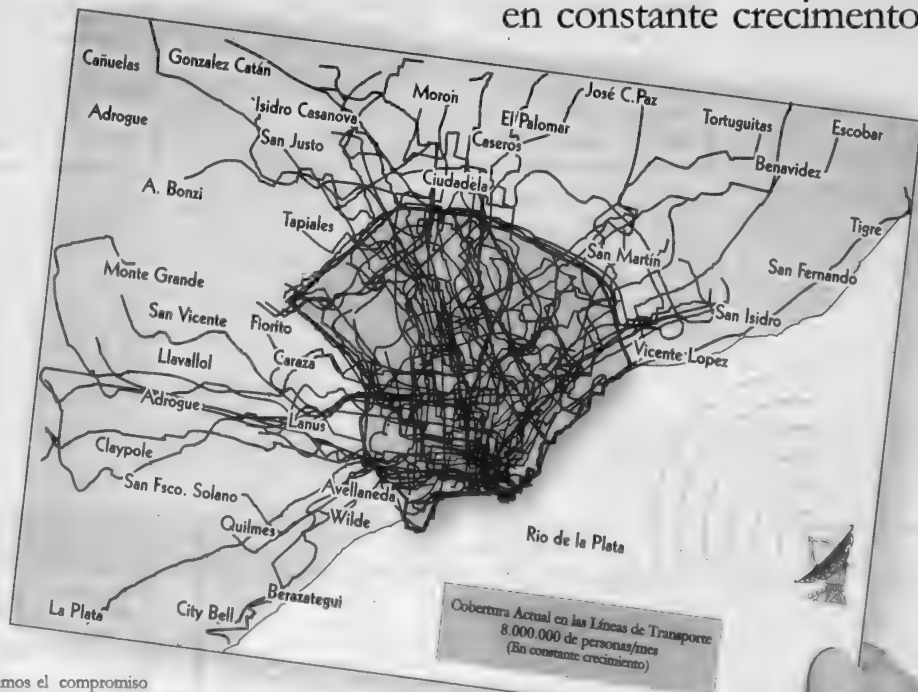 en constante crecimento
Cañuelas
Gonzalez Catán
Adrogue
Isidro Casanova
Moron
José C. Paz
El Palomar
Caseros
Tortuguitas
Escobar
San Justo
Benavidez
A. Bonzi
Ciudadela
Tapiales
Tigre
San Martín
San Fernando
Monte Grande
San Vicente
Fiorito
San Isidro
Llavallol
Caraza
Vicente Lopez
Adrogue
Lanus
Claypole
San Fsco. Solano
Avellaneda
Quilmes
Wilde
Rio de la Plata
Berazategui
La Plata
City Bell
Cobertura Actual en las Líneas de Transporte
8.000.000 de personas/mes
(En constante crecimiento)
el compromiso